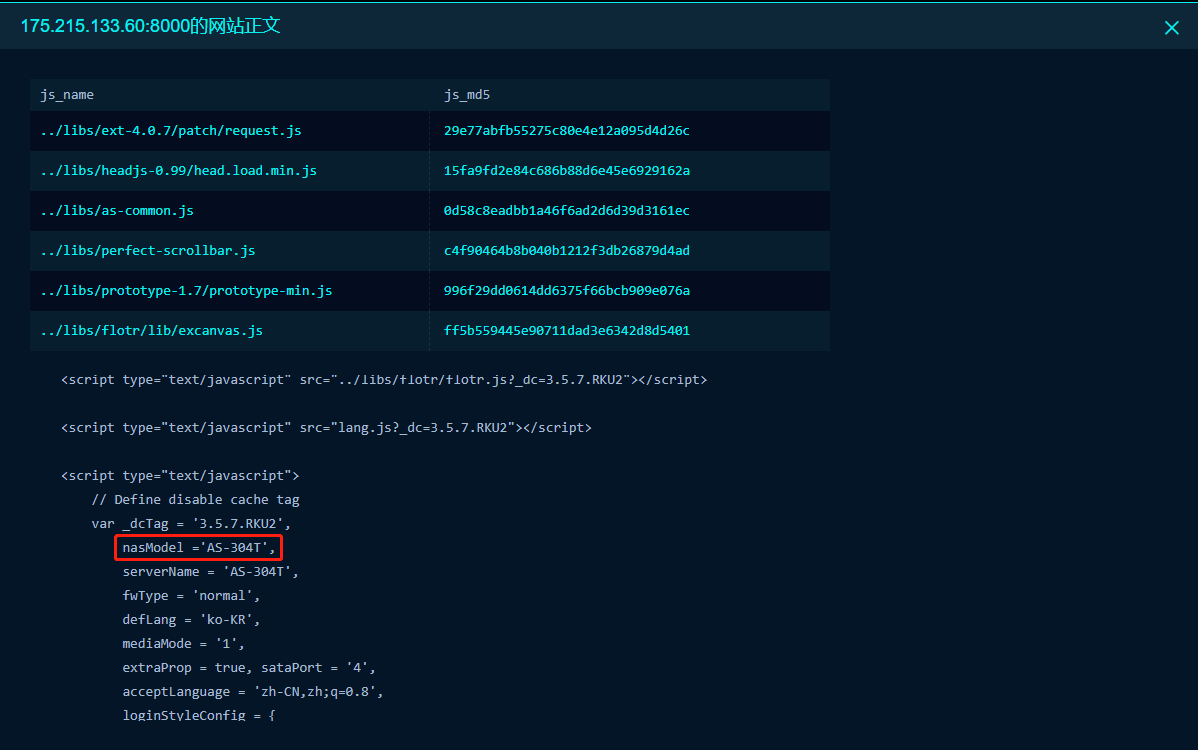 175.215.133.60:8000的网站正文
js_name js_md5
../libs/ext-4.0.7/patch/request.js 29e77abfb55275c80e4e12a095d4d26c
../libs/headjs-0.99/head.load.min.js 15fa9fd2e84c686b88d6e45e6929162a
../libs/as-common.js 0d58c8eadbb1a46f6ad2d6d39d3161ec
../libs/perfect-scrollbar.js c4f90464b8b040b1212f3db26879d4ad
../libs/prototype-1.7/prototype-min.js 996f29dd0614dd6375f66bcb909e076a
../libs/flotr/lib/excanvas.js ff5b559445e90711dad3e6342d8d5401
<script type="text/javascript" src="../libs/flotr/flotr.js?_dc=3.5.7.RKU2"></script>
<script type="text/javascript" src="lang.js?_dc=3.5.7.RKU2"></script>
<script type="text/javascript">
// Define disable cache tag
var _dcTag = '3.5.7.RKU2',
nasModel ='AS-304T',
serverName = 'AS-304T',
fwType = 'normal',
defLang = 'ko-KR',
mediaMode = '1',
extraProp = true, sataPort = '4',
acceptLanguage = 'zh-CN,zh;q=0.8',
loginStyleConfig = {